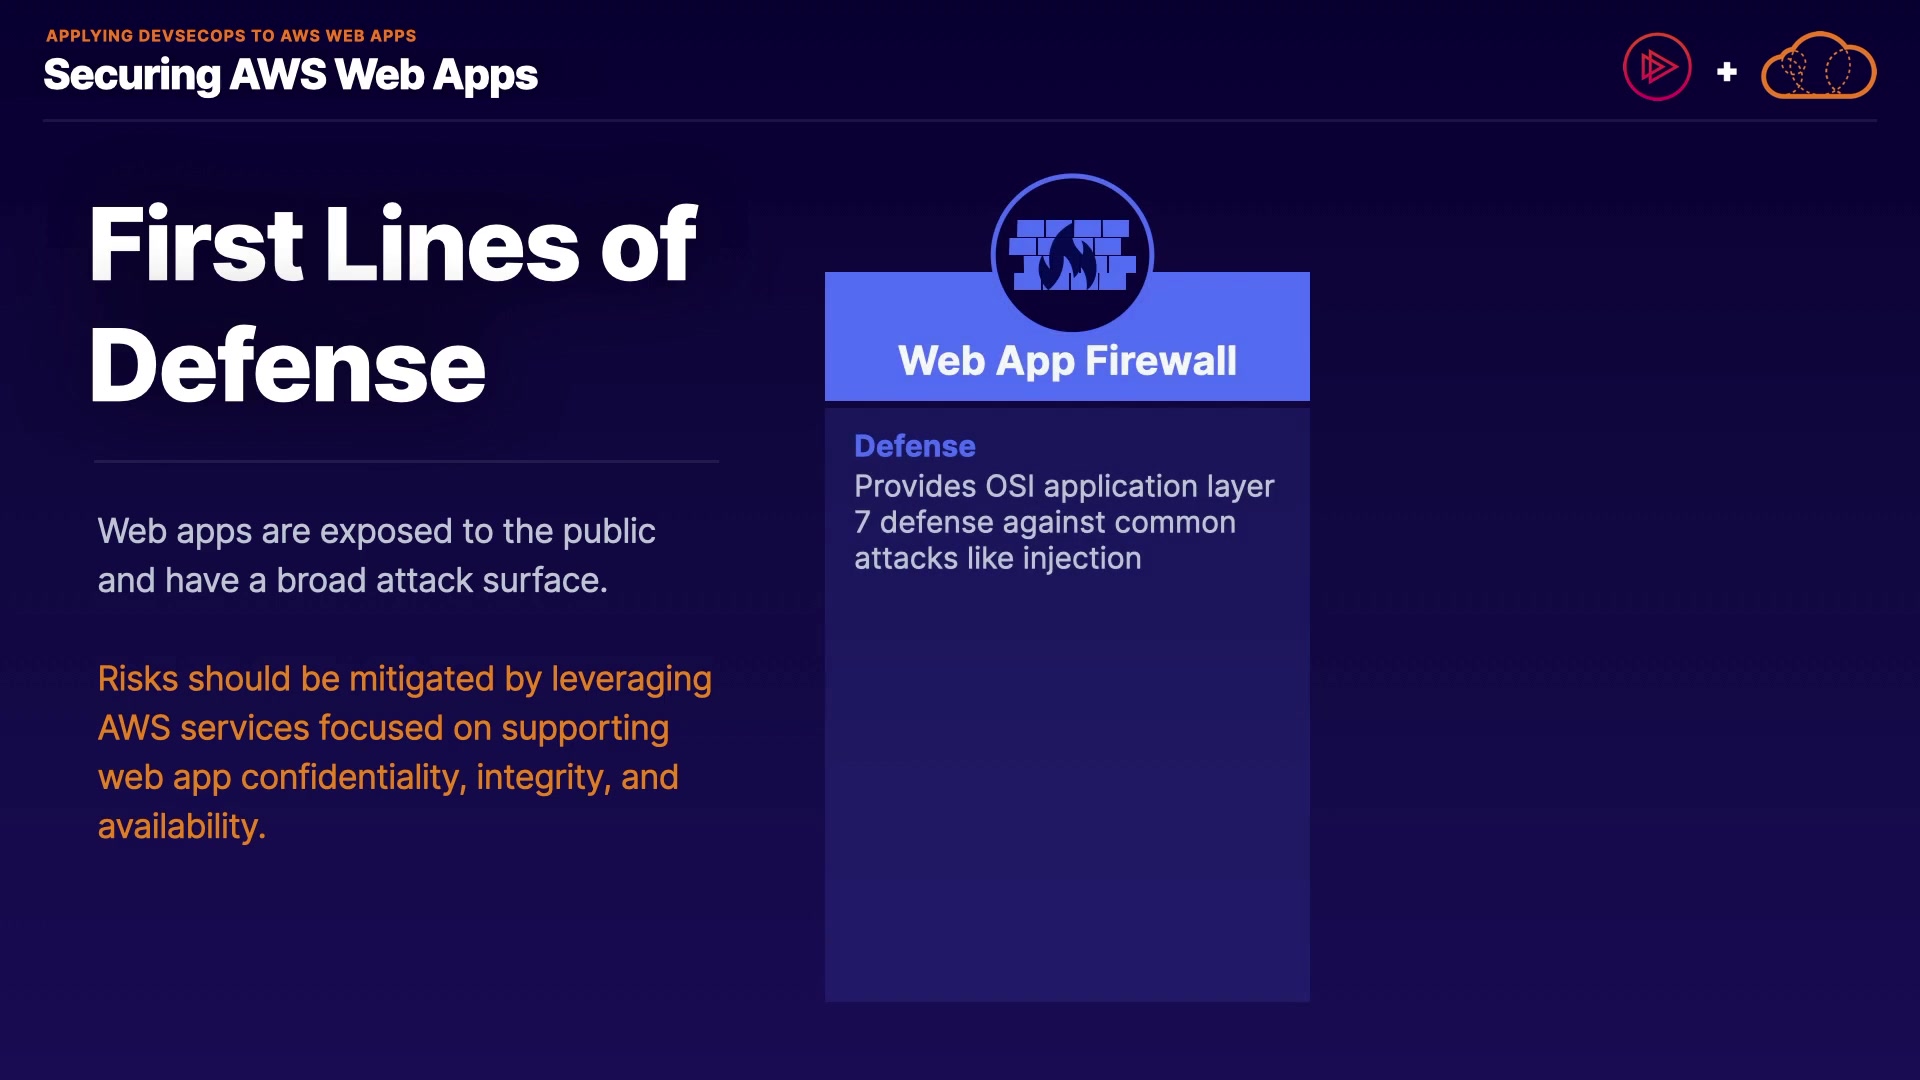 APPLYING DEVSECOPS TO AWS WEB APPS
Securing AWS Web Apps
First Lines of
Defense
Web apps are exposed to the public
and have a broad attack surface.
Risks should be mitigated by leveraging
AWS services focused on supporting
web app confidentiality, integrity, and
availability.
Web App Firewall
Defense
Provides OSI application layer
7 defense against common
attacks like injection